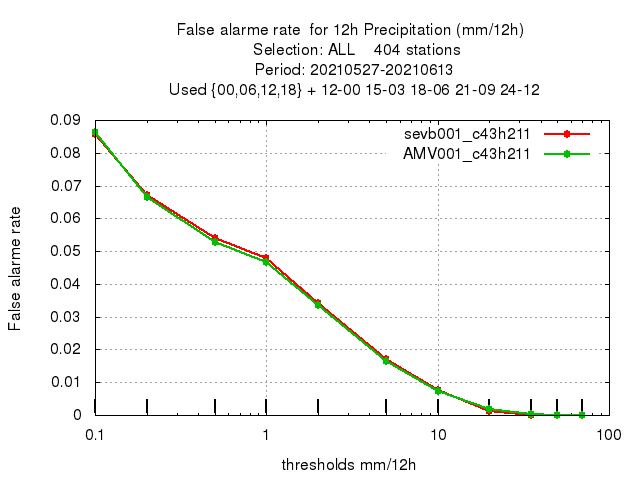 False alarme rate  for 12h Precipitation (mm/12h)
Selection: ALL    404 stations
Period: 20210527-20210613
Used {00,06,12,18} + 12-00 15-03 18-06 21-09 24-12
sevb001_c43h211
AMV001_c43h211
False alarme rate
0.09
0.08
0.07
0.06
0.05
0.04
0.03
0.02
0.01
0
0.1 1 10 100
thresholds mm/12h